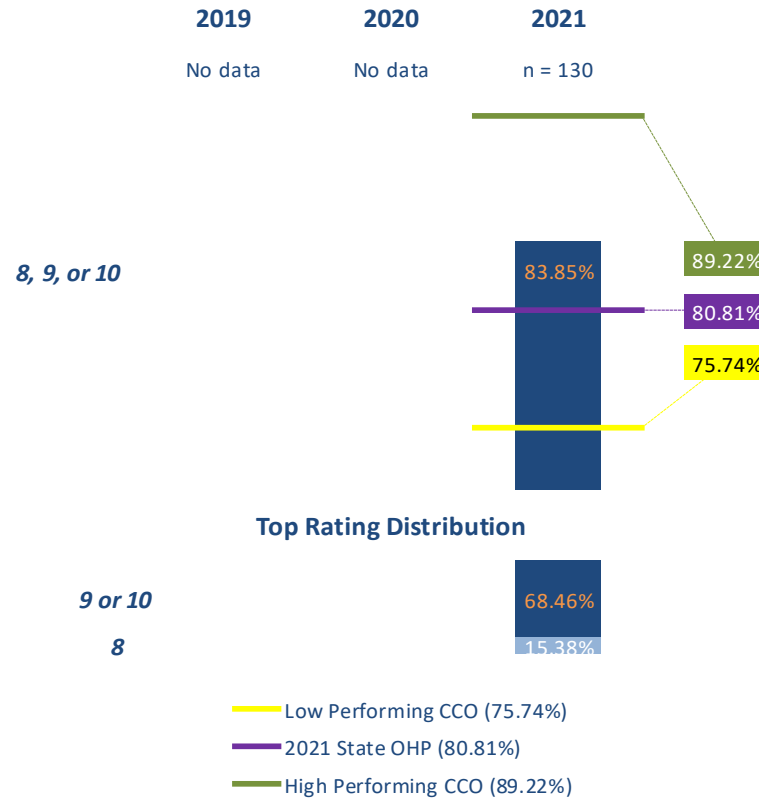 2019 2020 2021
No data No data n = 130
8, 9, or 10
83.85%
89.22%
80.81%
75.74%
Top Rating Distribution
9 or 10
68.46%
8
15.38%
Low Performing CCO (75.74%)
2021 State OHP (80.81%)
High Performing CCO (89.22%)